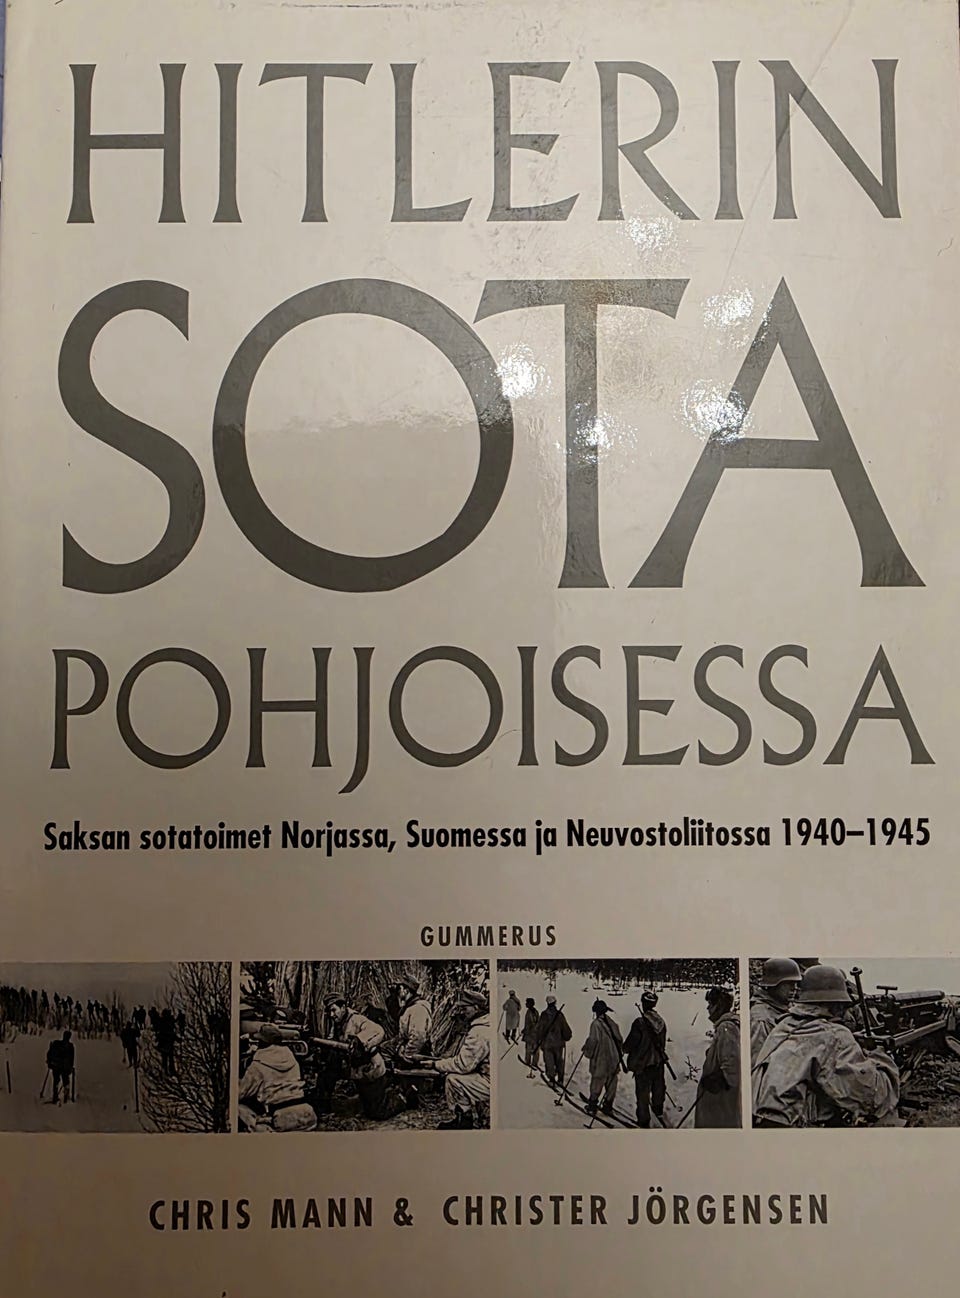 HITLERIN
SOTA
POHJOISESSA
Saksan sotatoimet Norjassa, Suomessa ja Neuvostoliitossa 1940–1945
GUMMERUS
CHRIS MANN & CHRISTER JÖRGENSEN